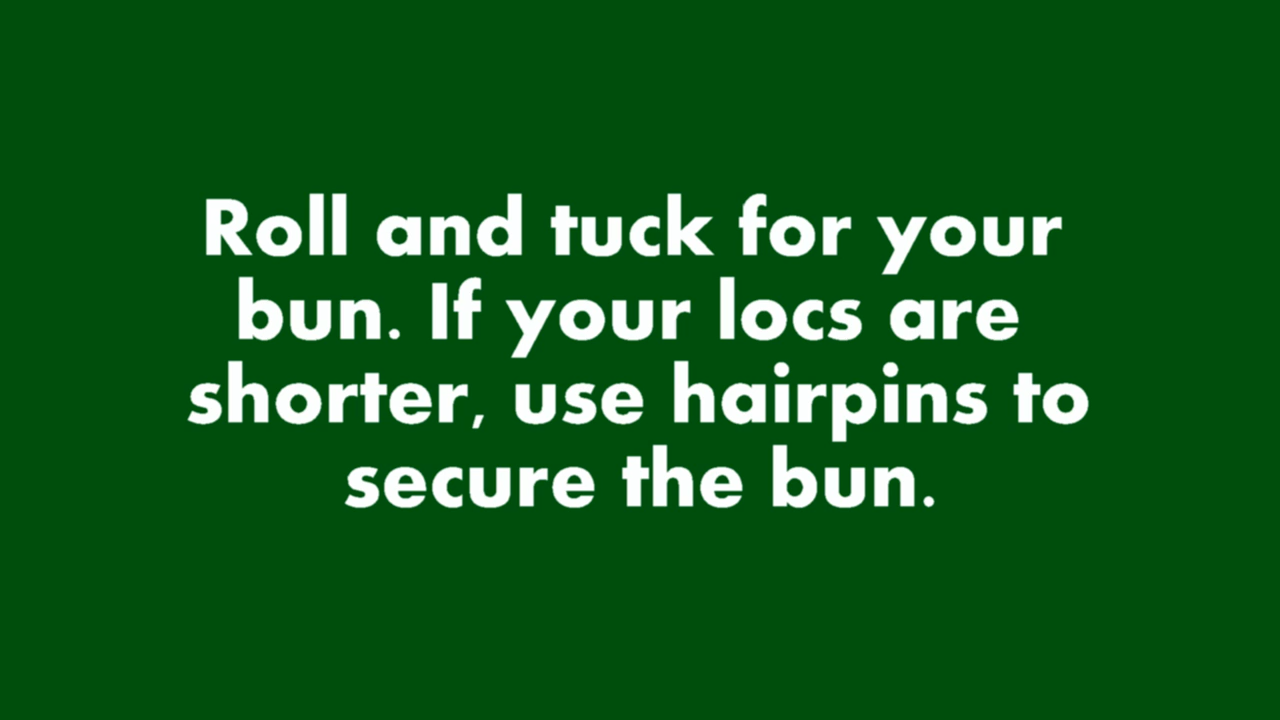 Roll and tuck for your
bun. If your locs are
shorter, use hairpins to
secure the bun.